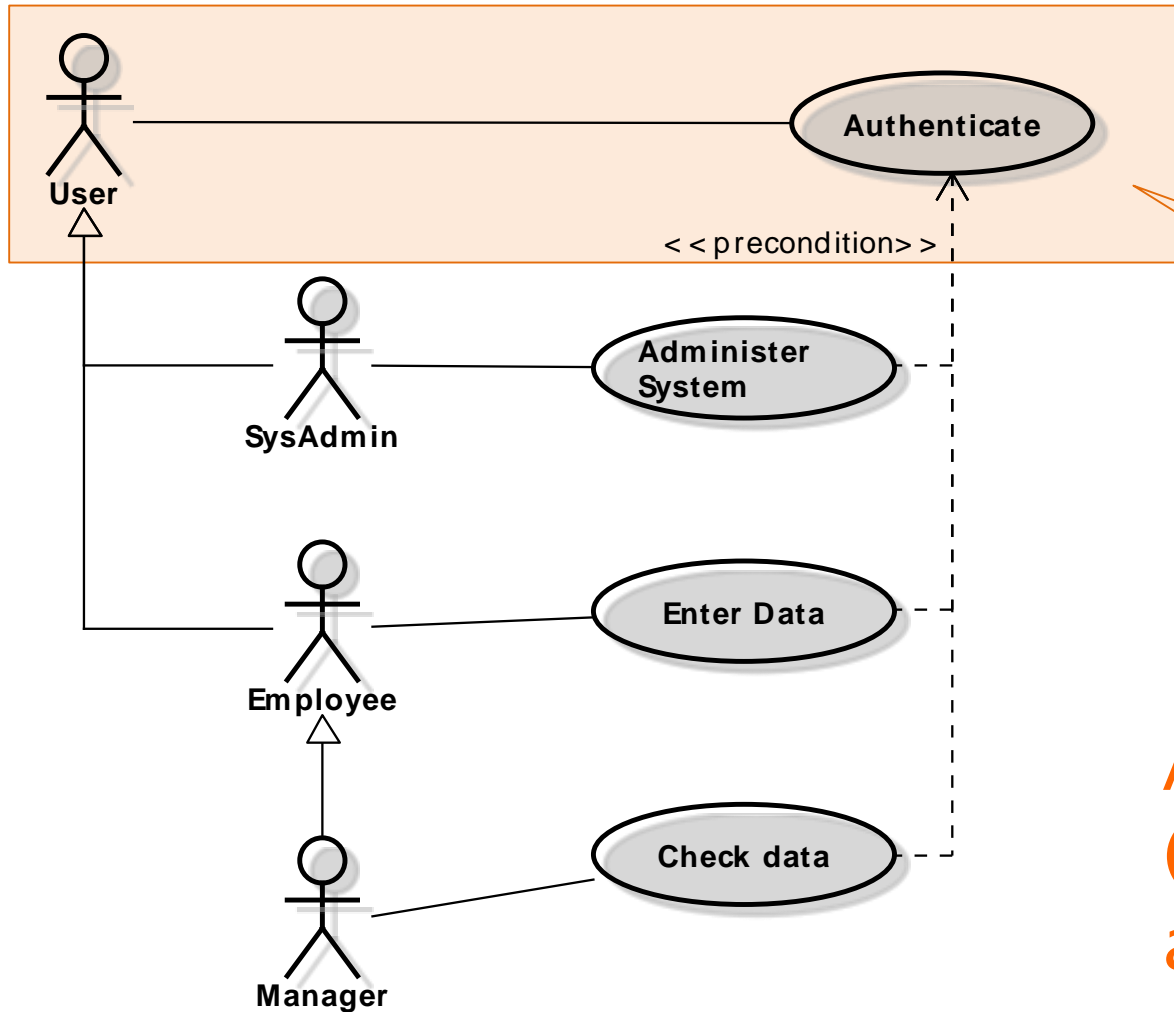 Authenticate
User
<<precondition>>
Administer
System
SysAdmin
Enter Data
Employee
Check data
Manager